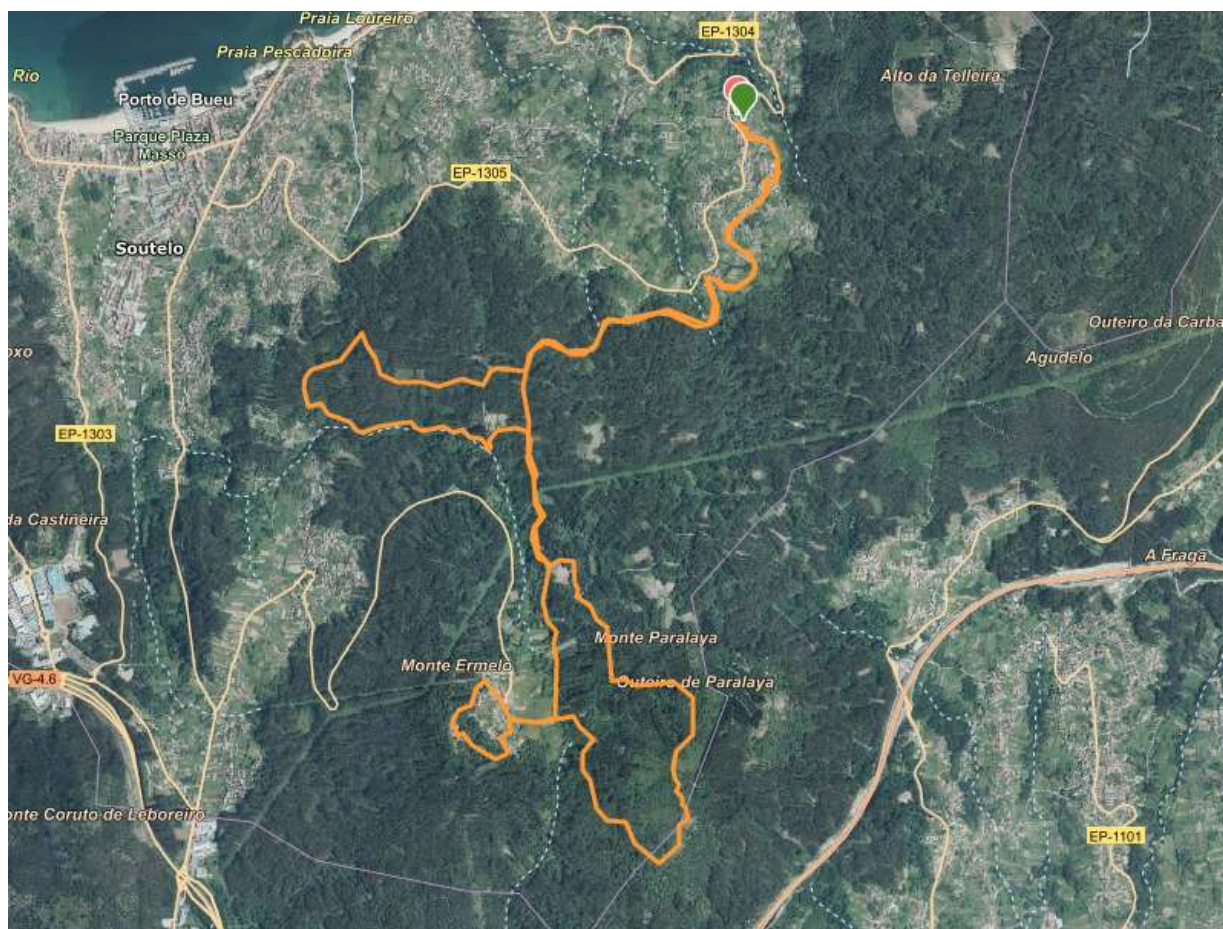 Praia Loureiro
EP-1304
Praia Pescadoira
Rio
Alto da Telleira
Porto de Bueu
Parque Plaza
Massó
EP-1305
Soutelo
Outeiro da Carba
oxo
Agudelo
EP-1303
da Castiñeira
A Fraga
Monte Paralaya
Monte Ermelo
VG-4.6
Outeiro de Paralaya
onte Coruto de Leboreiro
EP-1101